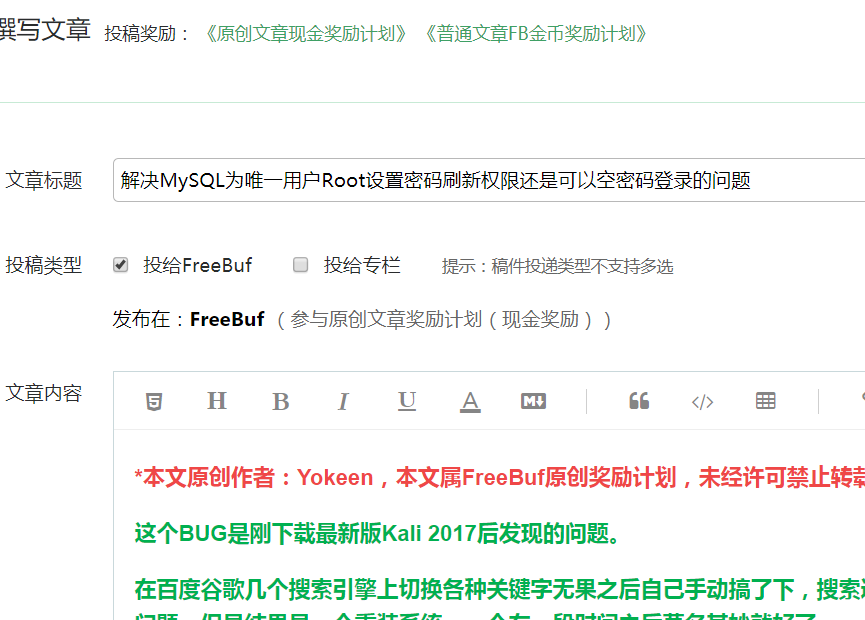 撰写文章 投稿奖励： 《原创文章现金奖励计划》 《普通文章FB金币奖励计划》
文章标题 解决MySQL为唯一用户Root设置密码刷新权限还是可以空密码登录的问题
投稿类型 投给FreeBuf 投给专栏 提示：稿件投递类型不支持多选
发布在：FreeBuf （参与原创文章奖励计划（现金奖励））
文章内容 H B I U A M </>
*本文原创作者：Yokeen，本文属FreeBuf原创奖励计划，未经许可禁止转载
这个BUG是刚下载最新版Kali 2017后发现的问题。
在百度谷歌几个搜索引擎上切换各种关键字无果之后自己手动搞了下，搜索